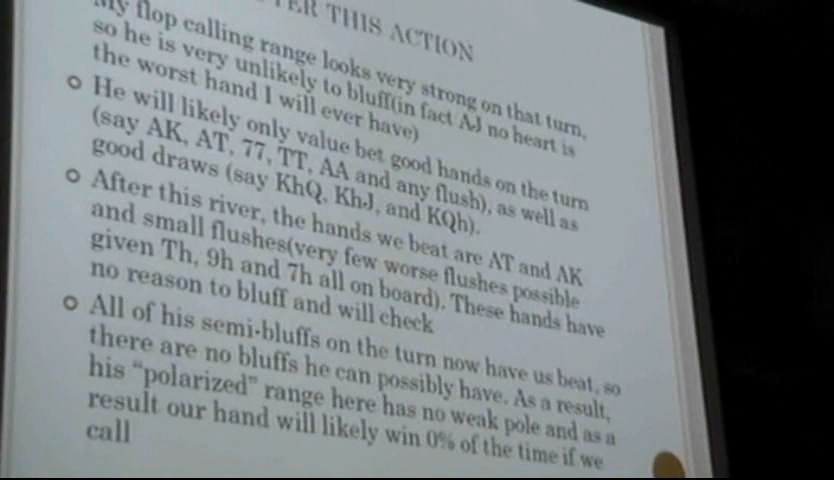 THIS ACTION
My flop calling range looks very strong on that turn,
so he is very unlikely to bluff(in fact AJ no heart is
the worst hand I will ever have)
He will likely only value bet good hands on the turn
(say AK, AT, 77, TT, AA and any flush), as well as
good draws (say KhQ, KhJ, and KQh).
After this river, the hands we beat are AT and AK
and small flushes(very few worse flushes possible
given Th, 9h and 7h all on board). These hands have
no reason to bluff and will check
All of his semi-bluffs on the turn now have us beat, so
there are no bluffs he can possibly have. As a result,
his “polarized” range here has no weak pole and as a
result our hand will likely win 0% of the time if we
call